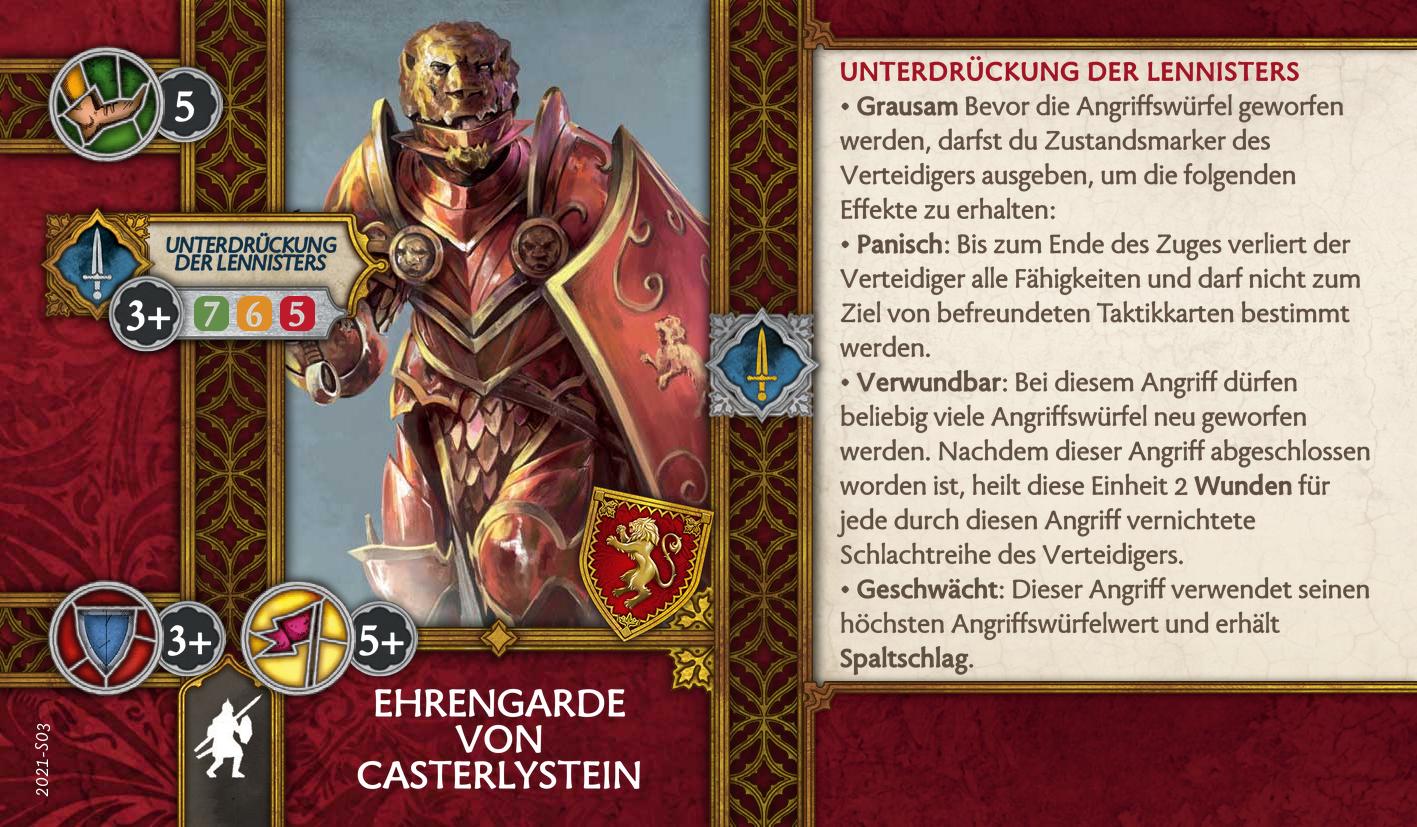 5
UNTERDRÜCKUNG
DER LENNISTERS
3+ 7 6 5
3+ 5+
EHRENGARDE
VON
CASTERLYSTEIN
2021-S03
UNTERDRÜCKUNG DER LENNISTERS
• Grausam Bevor die Angriffswürfel geworfen
werden, darfst du Zustandsmarker des
Verteidigers ausgeben, um die folgenden
Effekte zu erhalten:
• Panisch: Bis zum Ende des Zuges verliert der
Verteidiger alle Fähigkeiten und darf nicht zum
Ziel von befreundeten Taktikkarten bestimmt
werden.
• Verwundbar: Bei diesem Angriff dürfen
beliebig viele Angriffswürfel neu geworfen
werden. Nachdem dieser Angriff abgeschlossen
worden ist, heilt diese Einheit 2 Wunden für
jede durch diesen Angriff vernichtete
Schlachtreihe des Verteidigers.
• Geschwächt: Dieser Angriff verwendet seinen
höchsten Angriffswürfelwert und erhält
Spaltschlag.